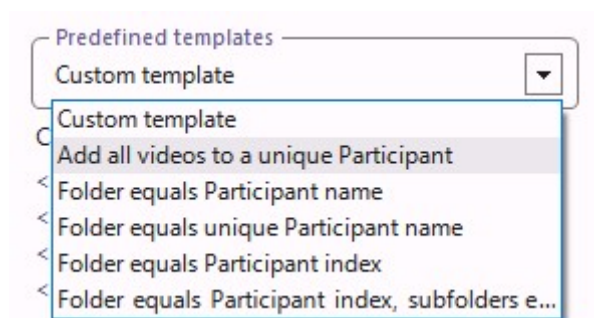 Predefined templates
Custom template
Custom template
Add all videos to a unique Participant
Folder equals Participant name
Folder equals unique Participant name
Folder equals Participant index
Folder equals Participant index, subfolders e...